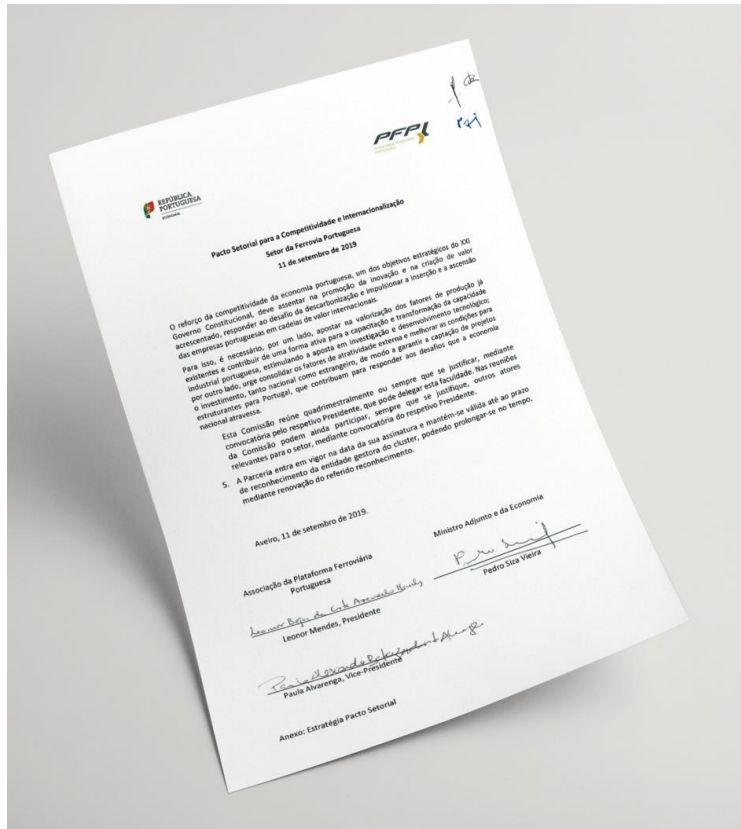 REPÚBLICA
PORTUGUESA
ECONOMIA
PFP
Pacto Setorial para a Competitividade e Internacionalização
Setor da Ferrovia Portuguesa
11 de setembro de 2019
O reforço da competitividade da economia portuguesa, um dos objetivos estratégicos do XXI
Governo Constitucional, deve assentar na promoção da inovação e na criação de valor
acrescentado, responder ao desafio da descarbonização e impulsionar a inserção e a ascensão
das empresas portuguesas em cadeias de valor internacionais.
Para isso, é necessário, por um lado, apostar na valorização dos fatores de produção já
existentes e contribuir de uma forma ativa para a capacitação e transformação da capacidade
industrial portuguesa, estimulando a aposta em investigação e desenvolvimento tecnológico;
por outro lado, urge consolidar os fatores de atratividade externa e melhorar as condições para
o investimento, tanto nacional como estrangeiro, de modo a garantir a captação de projetos
estruturantes para Portugal, que contribuam para responder aos desafios que a economia
nacional atravessa.
Esta Comissão reúne quadrimestralmente ou sempre que se justificar, mediante
convocatória pelo respetivo Presidente, que pode delegar esta faculdade. Nas reuniões
da Comissão podem ainda participar, sempre que se justifique, outros atores
relevantes para o setor, mediante convocatória do respetivo Presidente.
5. A Parceria entra em vigor na data da sua assinatura e mantém-se válida até ao prazo
de reconhecimento da entidade gestora do cluster, podendo prolongar-se no tempo,
mediante renovação do referido reconhecimento.
Aveiro, 11 de setembro de 2019.
Ministro Adjunto e da Economia
Associação da Plataforma Ferroviária
Portuguesa
Pedro Siza Vieira
Leonor Mendes, Presidente
Paula Alvarenga, Vice-Presidente
Anexo: Estratégia Pacto Setorial